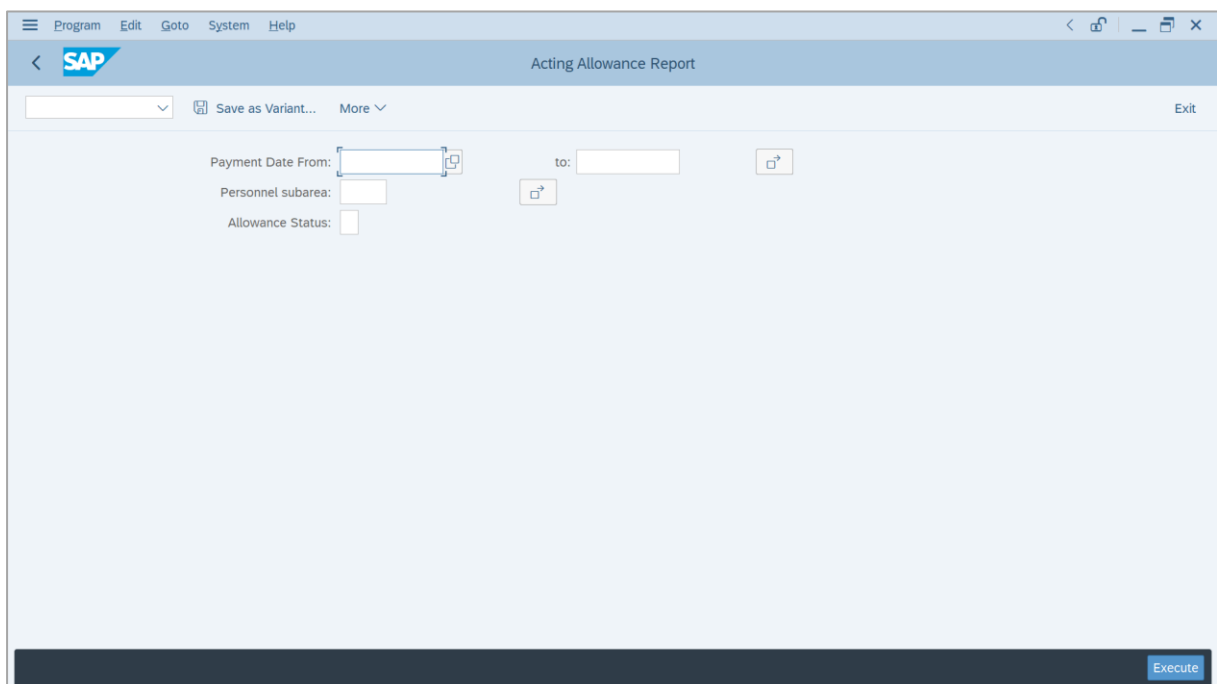 Program Edit Goto System Help
SAP Acting Allowance Report
Save as Variant... More Exit
Payment Date From: to:
Personnel subarea:
Allowance Status:
Execute